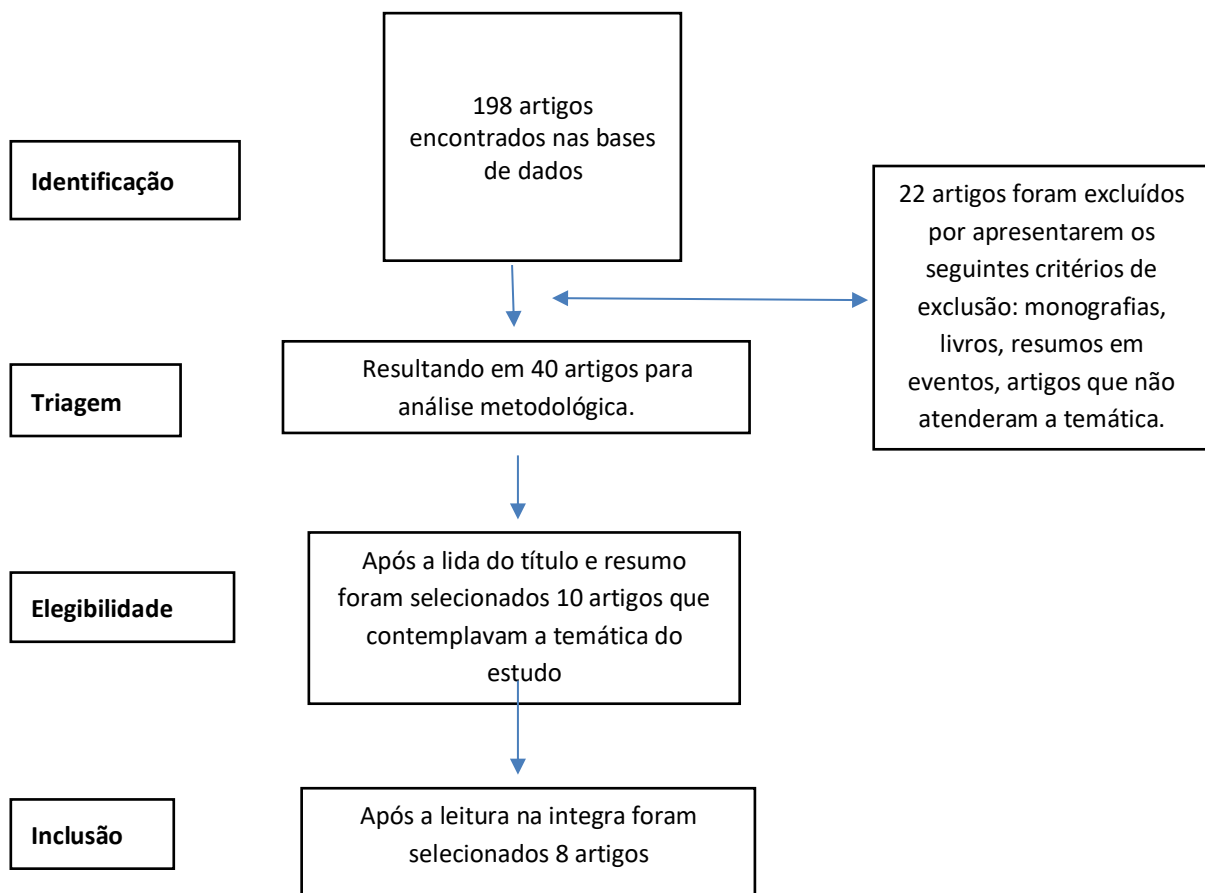 198 artigos
encontrados nas bases
de dados
Identificação
22 artigos foram excluídos
por apresentarem os
seguintes critérios de
exclusão: monografias,
livros, resumos em
eventos, artigos que não
atenderam a temática.
Resultando em 40 artigos para
análise metodológica.
Triagem
Após a lida do título e resumo
foram selecionados 10 artigos que
contemplavam a temática do
estudo
Elegibilidade
Após a leitura na integra foram
selecionados 8 artigos
Inclusão